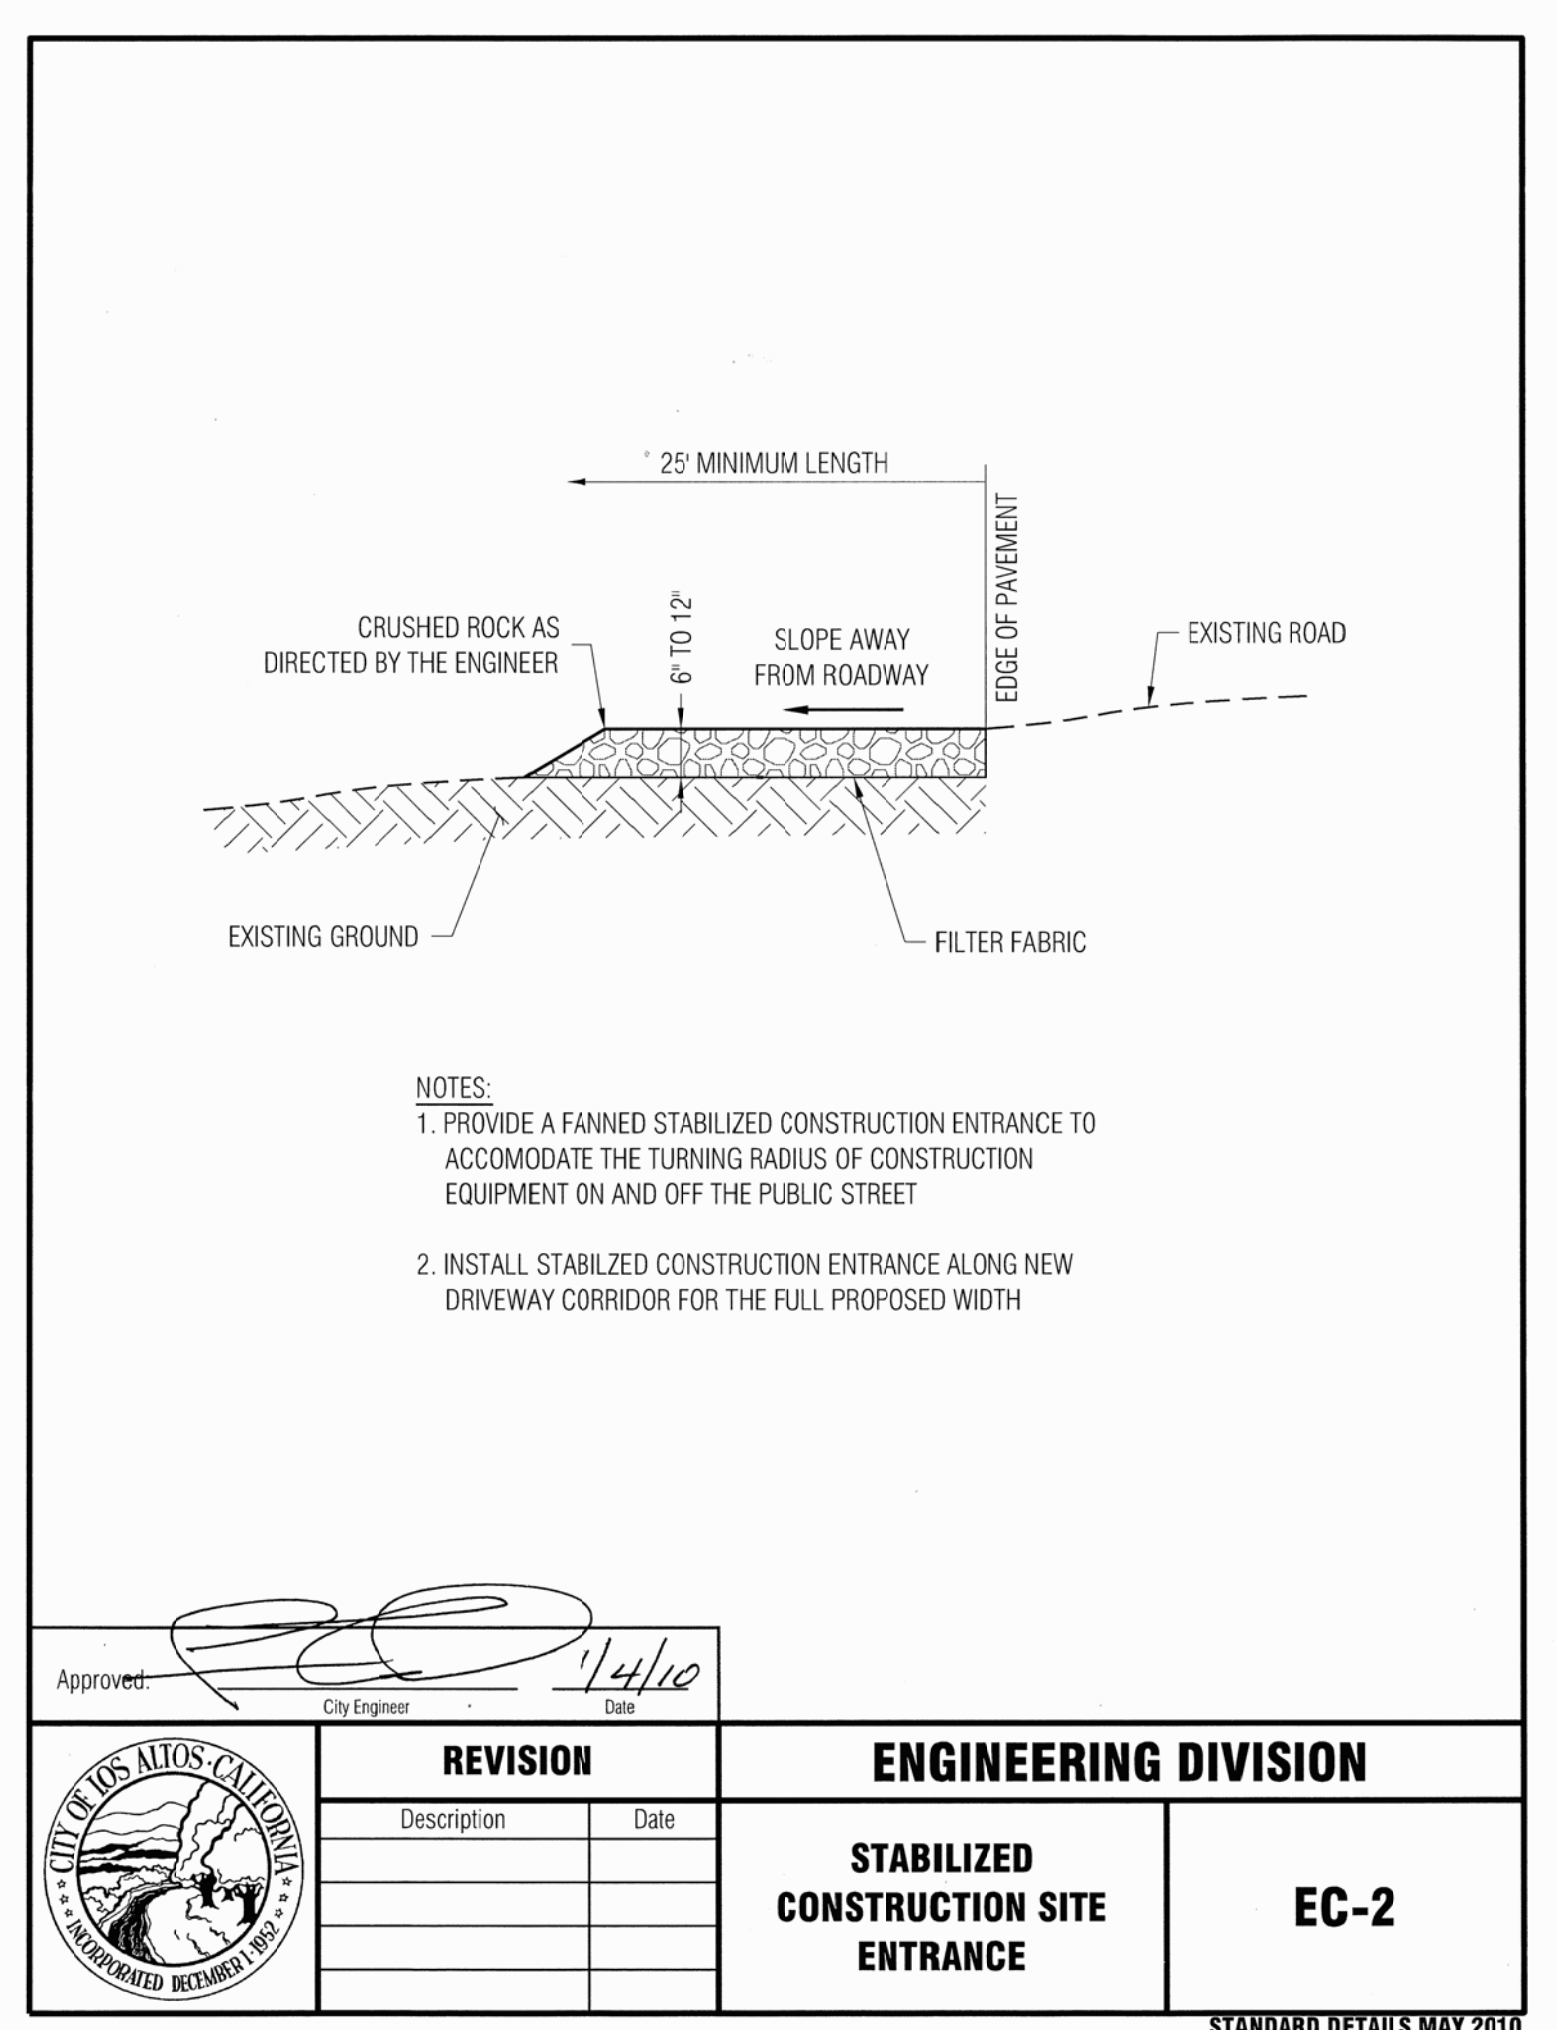 25' MINIMUM LENGTH
EDGE OF PAVEMENT
6" TO 12"
CRUSHED ROCK AS
DIRECTED BY THE ENGINEER
SLOPE AWAY
FROM ROADWAY
EXISTING ROAD
EXISTING GROUND
FILTER FABRIC
NOTES:
1. PROVIDE A FANNED STABILIZED CONSTRUCTION ENTRANCE TO
ACCOMODATE THE TURNING RADIUS OF CONSTRUCTION
EQUIPMENT ON AND OFF THE PUBLIC STREET
2. INSTALL STABILZED CONSTRUCTION ENTRANCE ALONG NEW
DRIVEWAY CORRIDOR FOR THE FULL PROPOSED WIDTH
Approved:
1/4/10
City Engineer
Date
CITY OF LOS ALTOS · CALIFORNIA
INCORPORATED DECEMBER 1·1952
REVISION
Description Date
ENGINEERING DIVISION
STABILIZED
CONSTRUCTION SITE
ENTRANCE
EC-2
STANDARD DETAILS MAY 2010